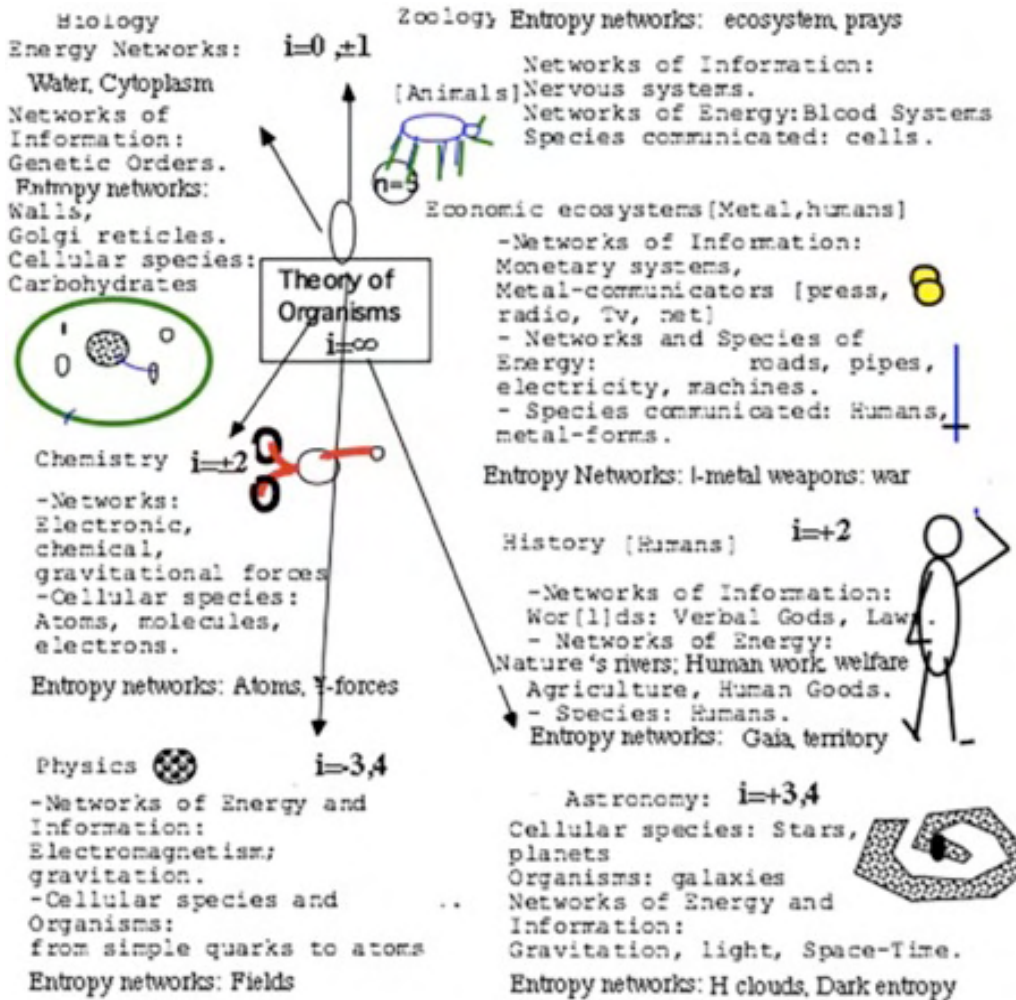 Biology
Energy Networks:
i=0 ,±1
Water, Cytoplasm
Networks of
Information:
Genetic Orders.
Entropy networks:
Walls,
Golgi reticles.
Cellular species:
Carbohydrates
Zoology Entropy networks: ecosystem, prays
[Animals]
Networks of Information:
Nervous systems.
Networks of Energy:Blood Systems
Species communicated: cells.
n=5
Economic ecosystems[Metal,humans]
-Networks of Information:
Monetary systems,
Metal-communicators [press,
radio, Tv, net]
- Networks and Species of
Energy: roads, pipes,
electricity, machines.
- Species communicated: Humans,
metal-forms.
Entropy Networks: I-metal weapons: war
Theory of
Organisms
i=∞
Chemistry i=±2
-Networks:
Electronic,
chemical,
gravitational forces
-Cellular species:
Atoms, molecules,
electrons.
Entropy networks: Atoms, -forces
History [Humans] i=+2
-Networks of Information:
Wor[l]ds: Verbal Gods, Law.
- Networks of Energy:
Nature's rivers; Human work, welfare
Agriculture, Human Goods.
- Species: Humans.
Entropy networks: Gaia, territory
Physics i=-3,4
-Networks of Energy and
Information:
Electromagnetism;
gravitation.
-Cellular species and ..
Organisms:
from simple quarks to atoms
Entropy networks: Fields
Astronomy: i=+3,4
Cellular species: Stars,
planets
Organisms: galaxies
Networks of Energy and
Information:
Gravitation, light, Space-Time.
Entropy networks: H clouds, Dark entropy